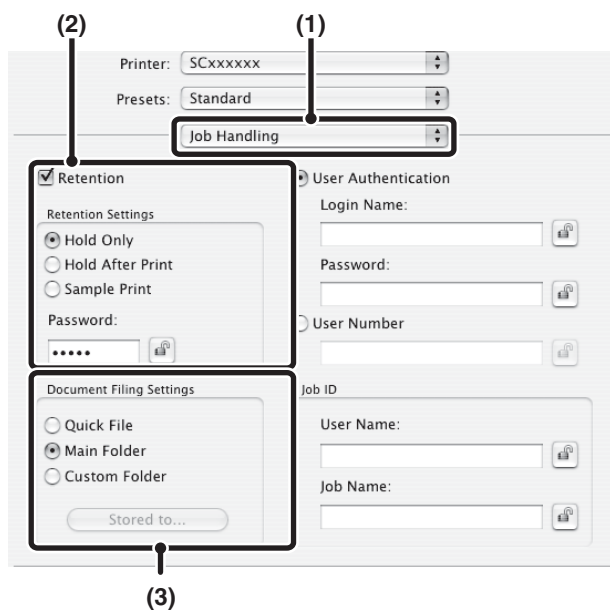 (2) (1)
Printer: SCxxxxxx
Presets: Standard
Job Handling
Retention
Retention Settings
Hold Only
Hold After Print
Sample Print
Password:
•••••
User Authentication
Login Name:
Password:
User Number
Document Filing Settings
Quick File
Main Folder
Custom Folder
Stored to...
Job ID
User Name:
Job Name:
(3)